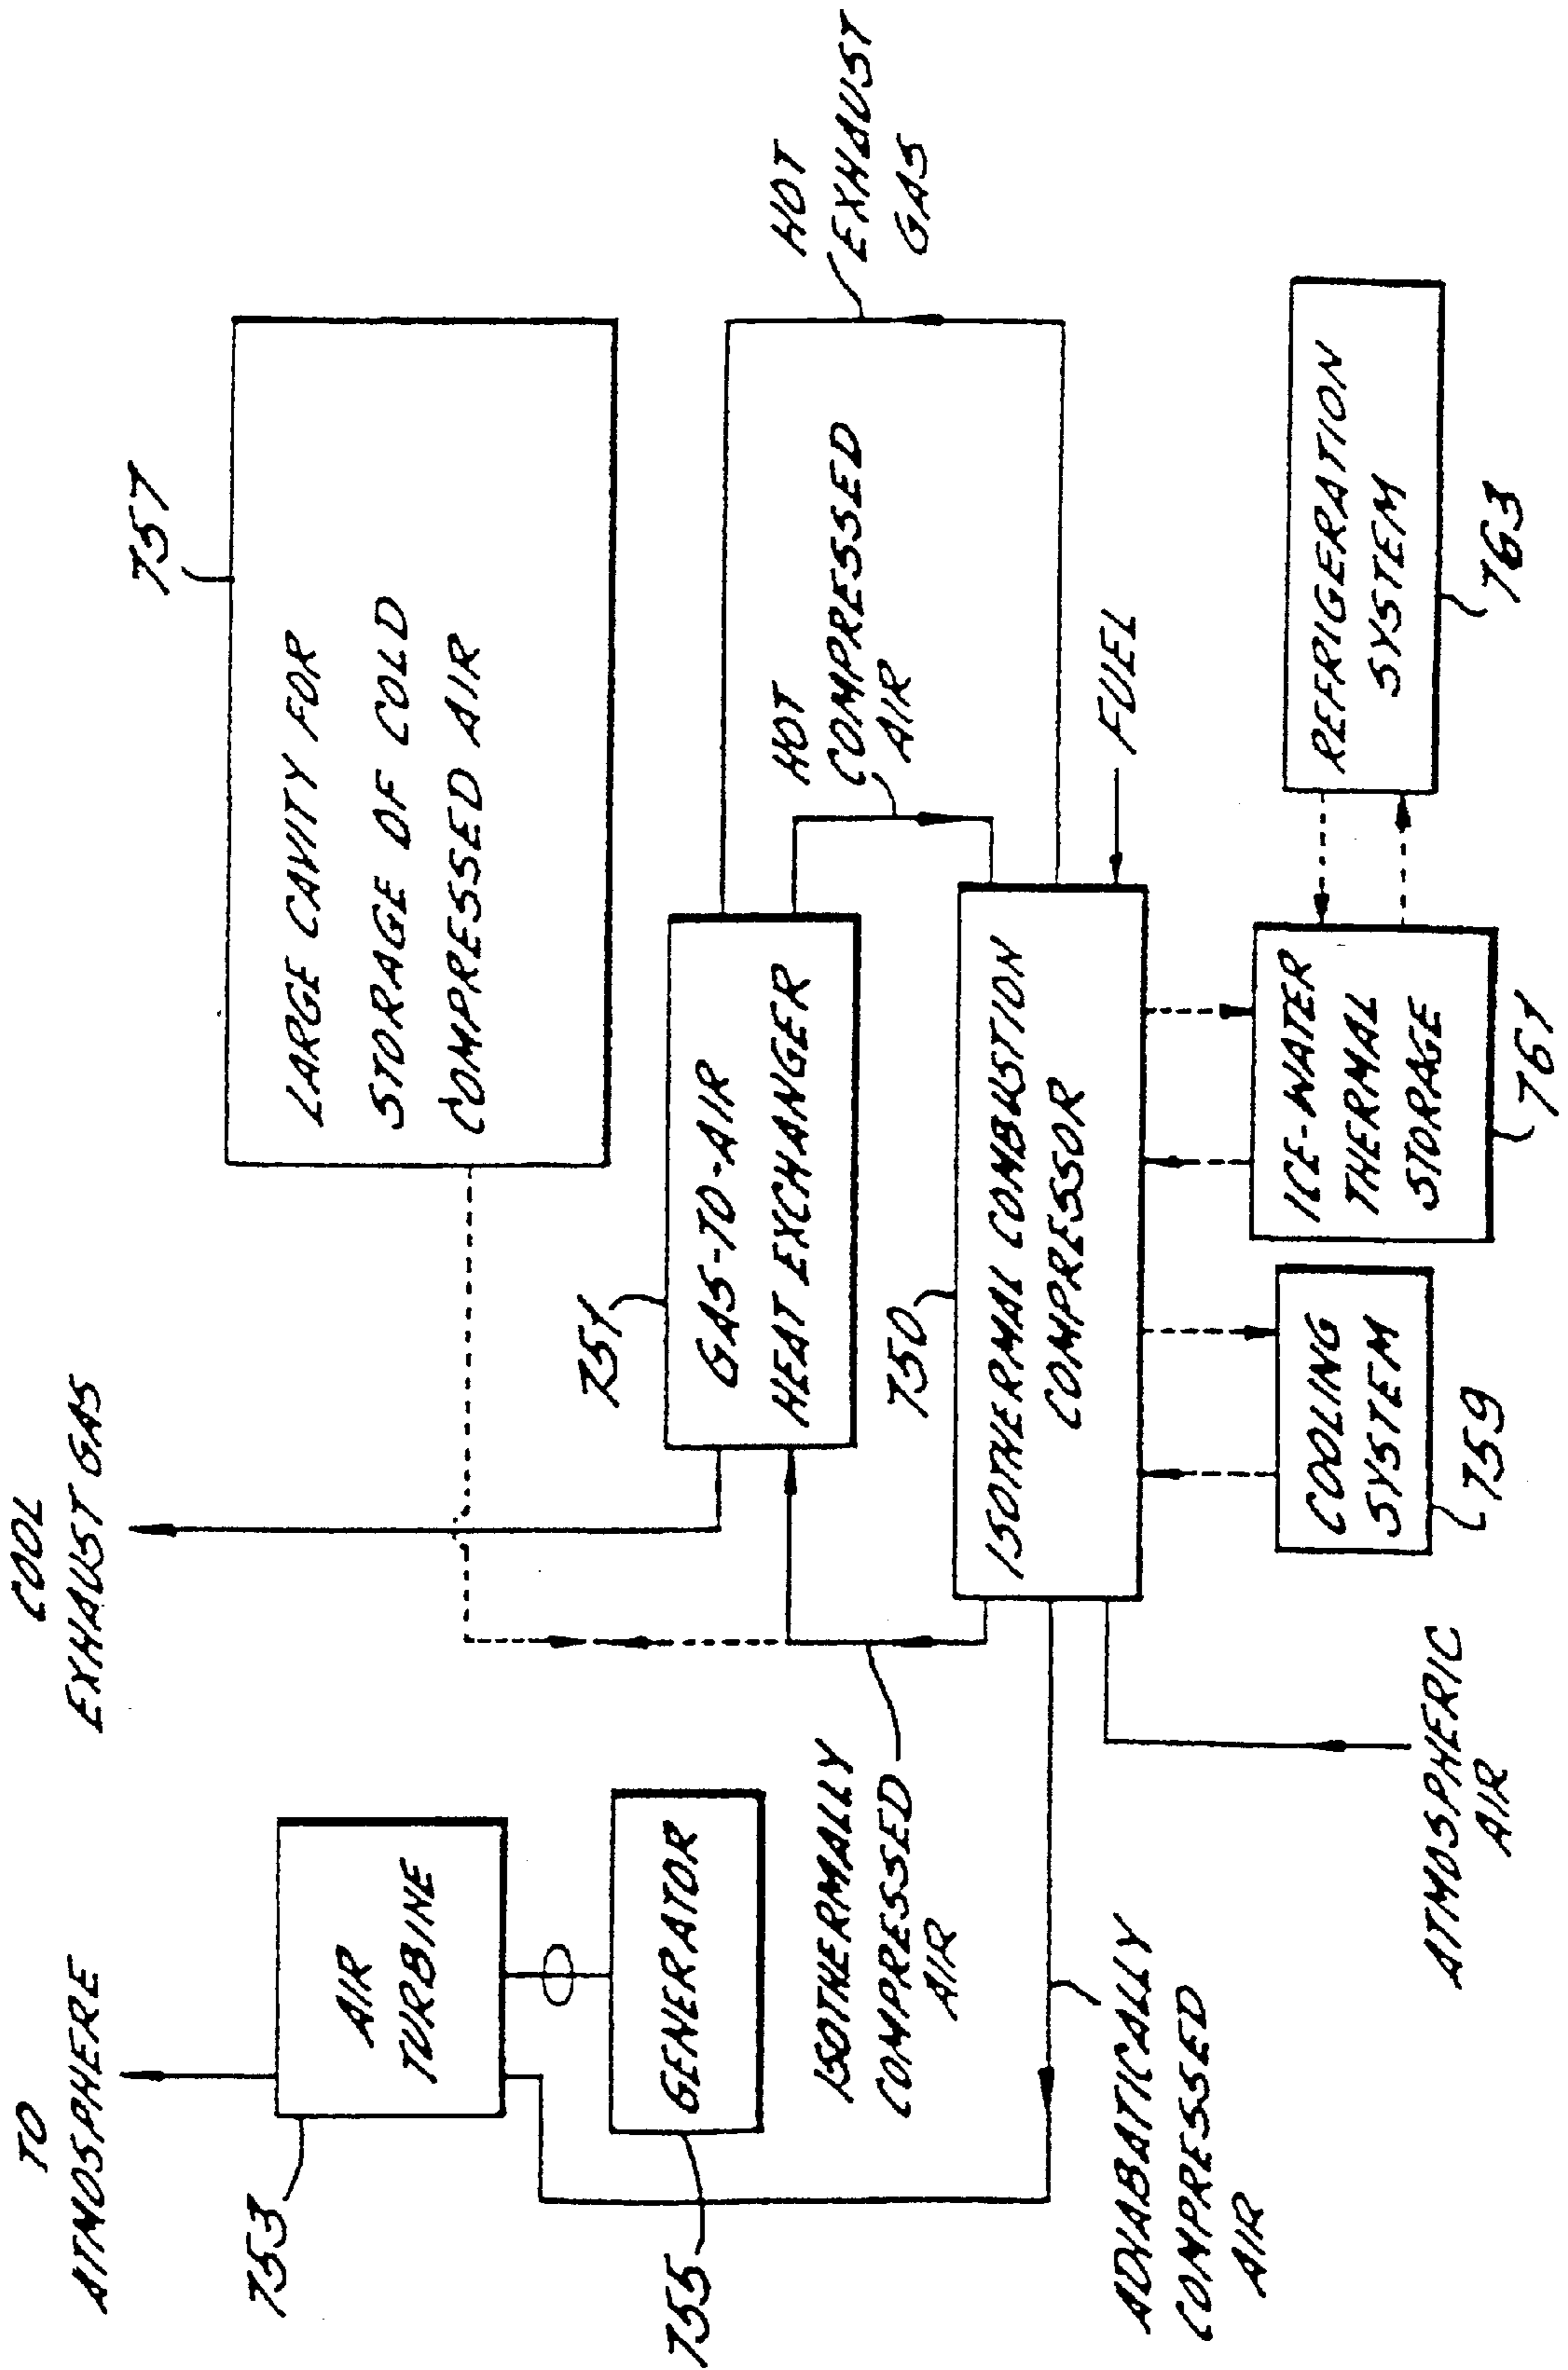 TO
ATMOSPHERE
COOL
EXHAUST GAS
757
753
AIR
TURBINE
LARGE CAVITY FOR
STORAGE OF COLD
COMPRESSED AIR
755
GENERATOR
751
GAS-TO-AIR
HEAT EXCHANGER
HOT
EXHAUST
GAS
HOT
COMPRESSED
AIR
ISOTHERMALLY
COMPRESSED
AIR
750
ISOTHERMAL COMBUSTION
COMPRESSOR
FUEL
ADIABATICALLY
COMPRESSED
AIR
ATMOSPHERIC
AIR
COOLING
SYSTEM
759
ICE-WATER
THERMAL
STORAGE
761
REFRIGERATION
SYSTEM
763